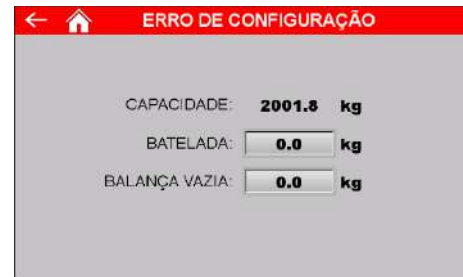 ERRO DE CONFIGURAÇÃO
CAPACIDADE: 2001.8 kg
BATELADA: 0.0 kg
BALANÇA VAZIA: 0.0 kg